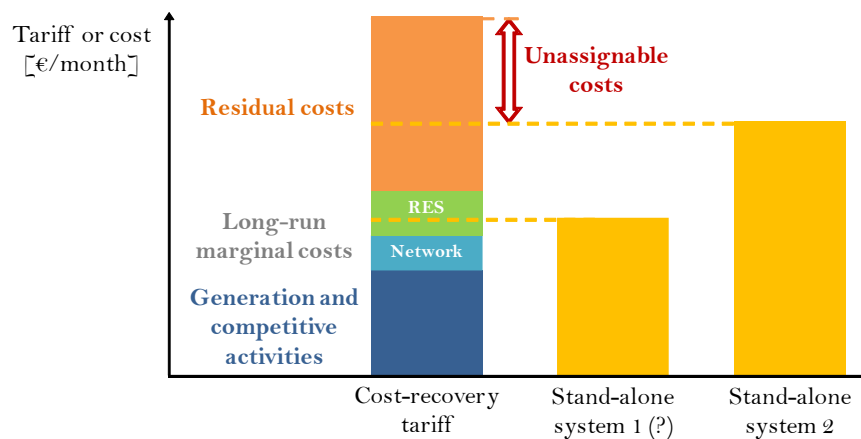 Tariff or cost
[€/month]
Unassignable
costs
Residual costs
RES
Long-run
marginal costs
Network
Generation and
competitive
activities
Cost-recovery
tariff
Stand-alone
system 1 (?)
Stand-alone
system 2